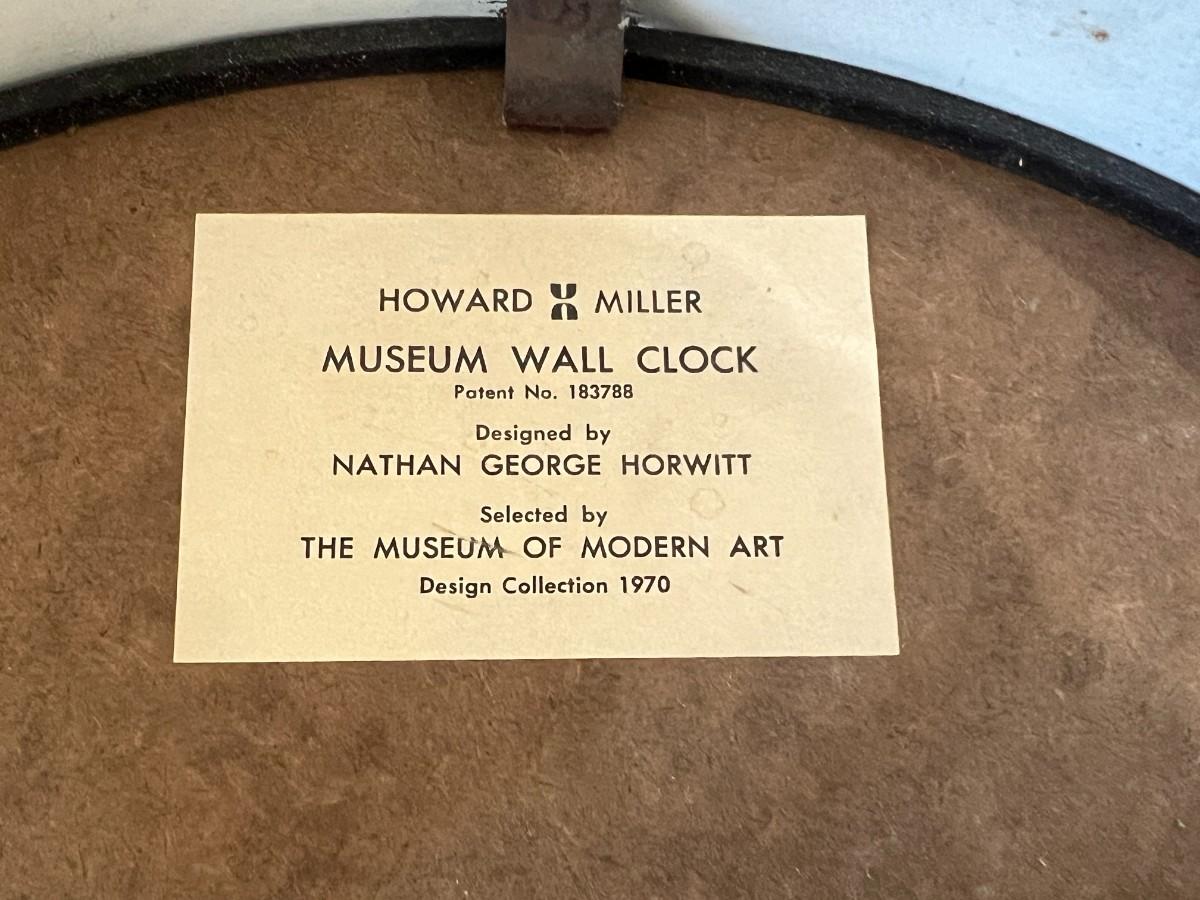 HOWARD MILLER
MUSEUM WALL CLOCK
Patent No. 183788
Designed by
NATHAN GEORGE HORWITT
Selected by
THE MUSEUM OF MODERN ART
Design Collection 1970